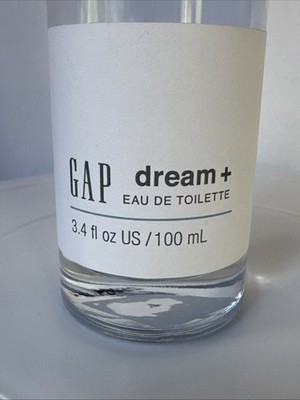 GAP dream+
EAU DE TOILETTE
3.4 fl oz US / 100 mL